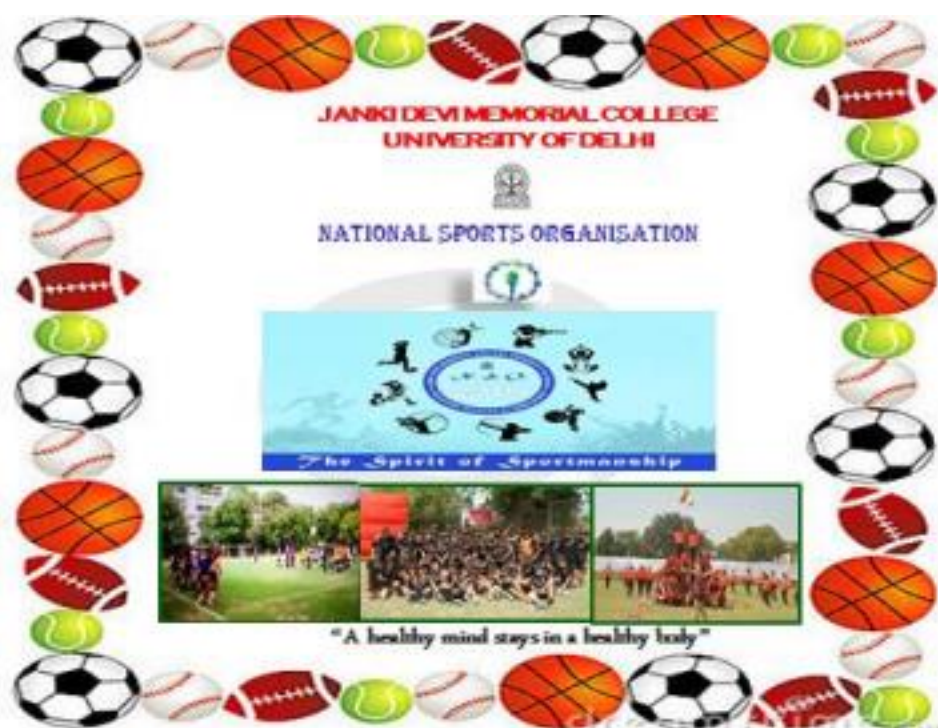 JANKI DEVI MEMORIAL COLLEGE
UNIVERSITY OF DELHI
NATIONAL SPORTS ORGANISATION
The Spirit of Sportmanship
"A healthy mind stays in a healthy body"